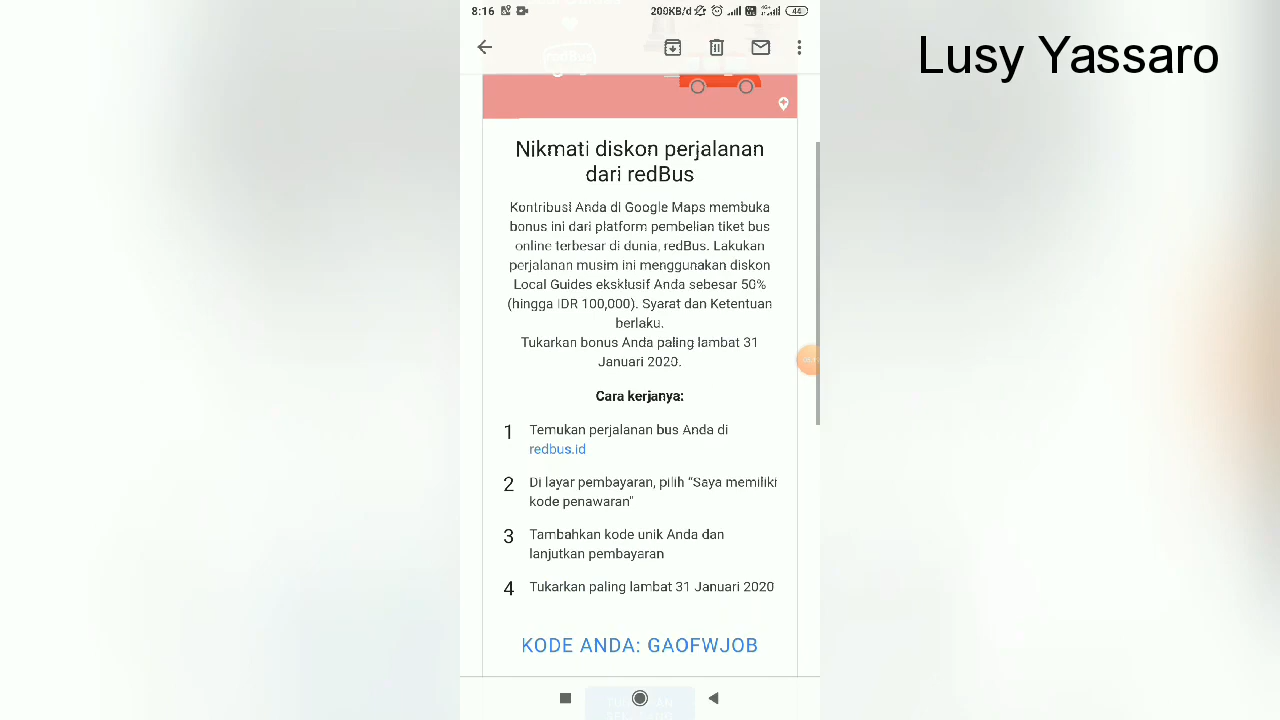 8:16
200KB/d
44
Lusy Yassaro
Nikmati diskon perjalanan
dari redBus
Kontribusi Anda di Google Maps membuka
bonus ini dari platform pembelian tiket bus
online terbesar di dunia, redBus. Lakukan
perjalanan musim ini menggunakan diskon
Local Guides eksklusif Anda sebesar 50%
(hingga IDR 100,000). Syarat dan Ketentuan
berlaku.
Tukarkan bonus Anda paling lambat 31
Januari 2020.
Cara kerjanya:
1 Temukan perjalanan bus Anda di
redbus.id
2 Di layar pembayaran, pilih "Saya memiliki
kode penawaran"
3 Tambahkan kode unik Anda dan
lanjutkan pembayaran
4 Tukarkan paling lambat 31 Januari 2020
KODE ANDA: GAOFWJOB